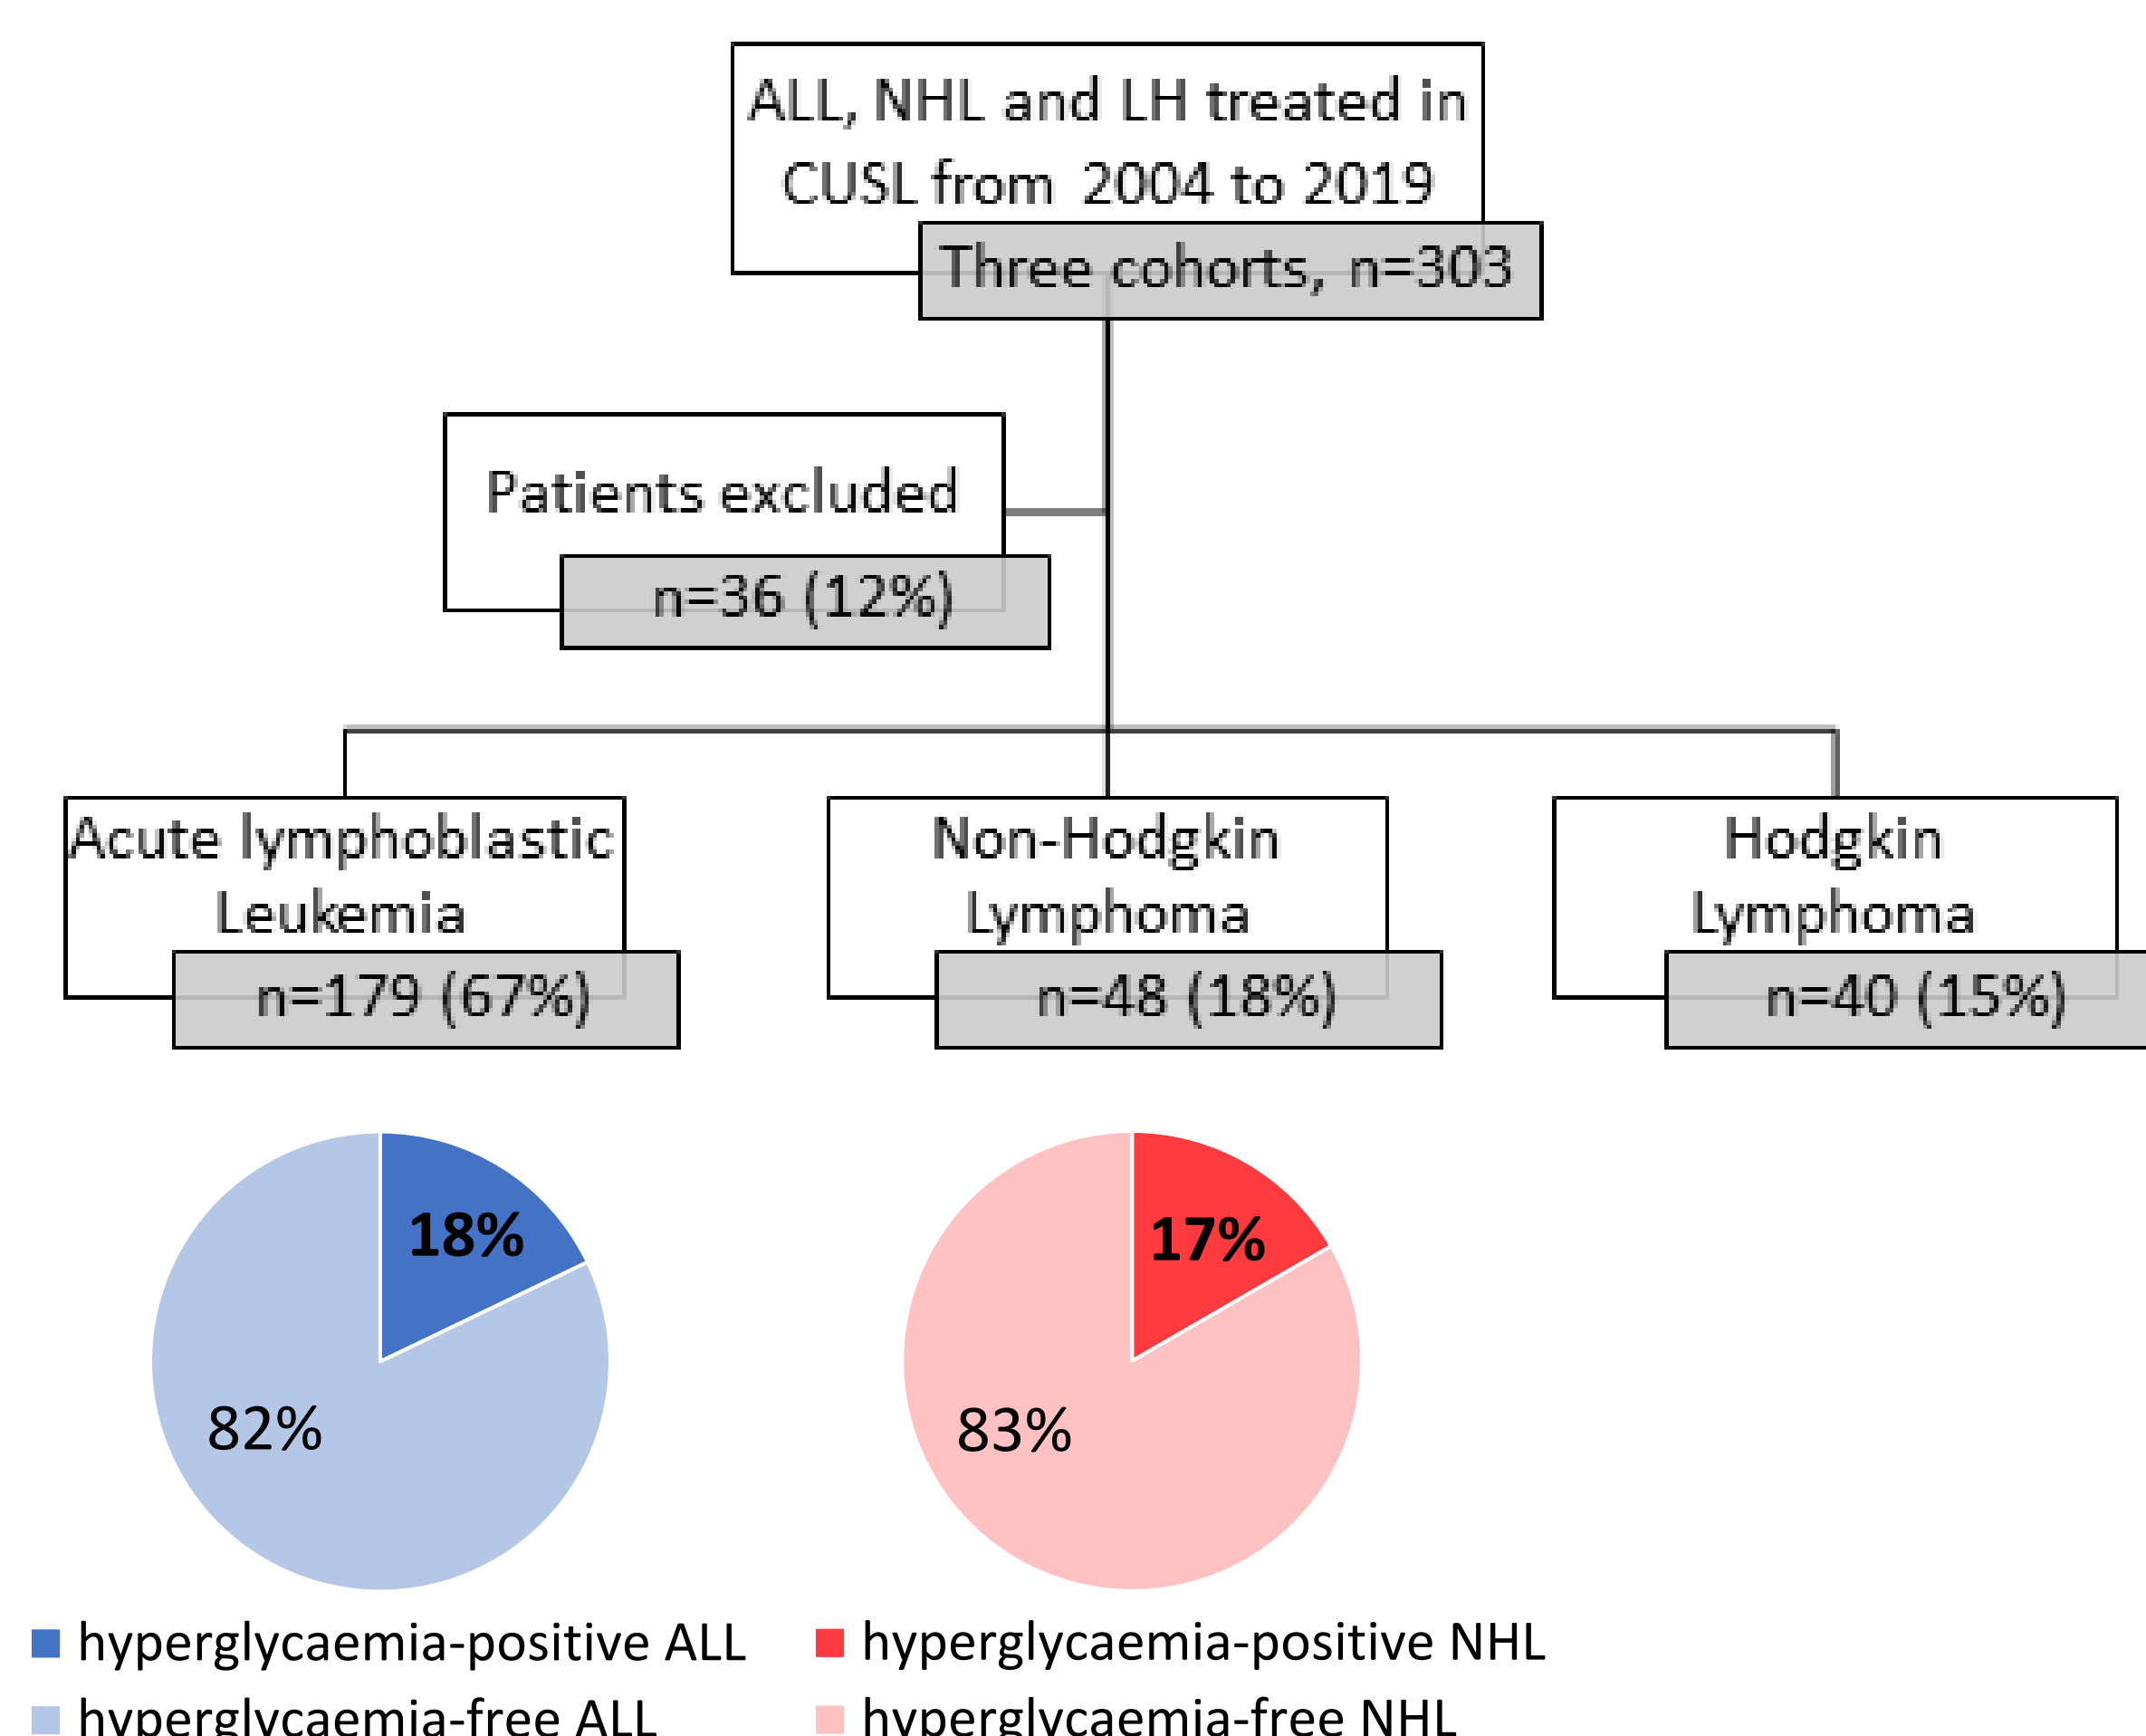 ALL, NHL and LH treated in
CUSL from 2004 to 2019
Three cohorts, n=303
Patients excluded
n=36 (12%)
Acute lymphoblastic
Leukemia
n=179 (67%)
Non-Hodgkin
Lymphoma
n=48 (18%)
Hodgkin
Lymphoma
n=40 (15%)
18%
82%
17%
83%
hyperglycaemia-positive ALL
hyperglycaemia-free ALL
hyperglycaemia-positive NHL
hyperglycaemia-free NHL